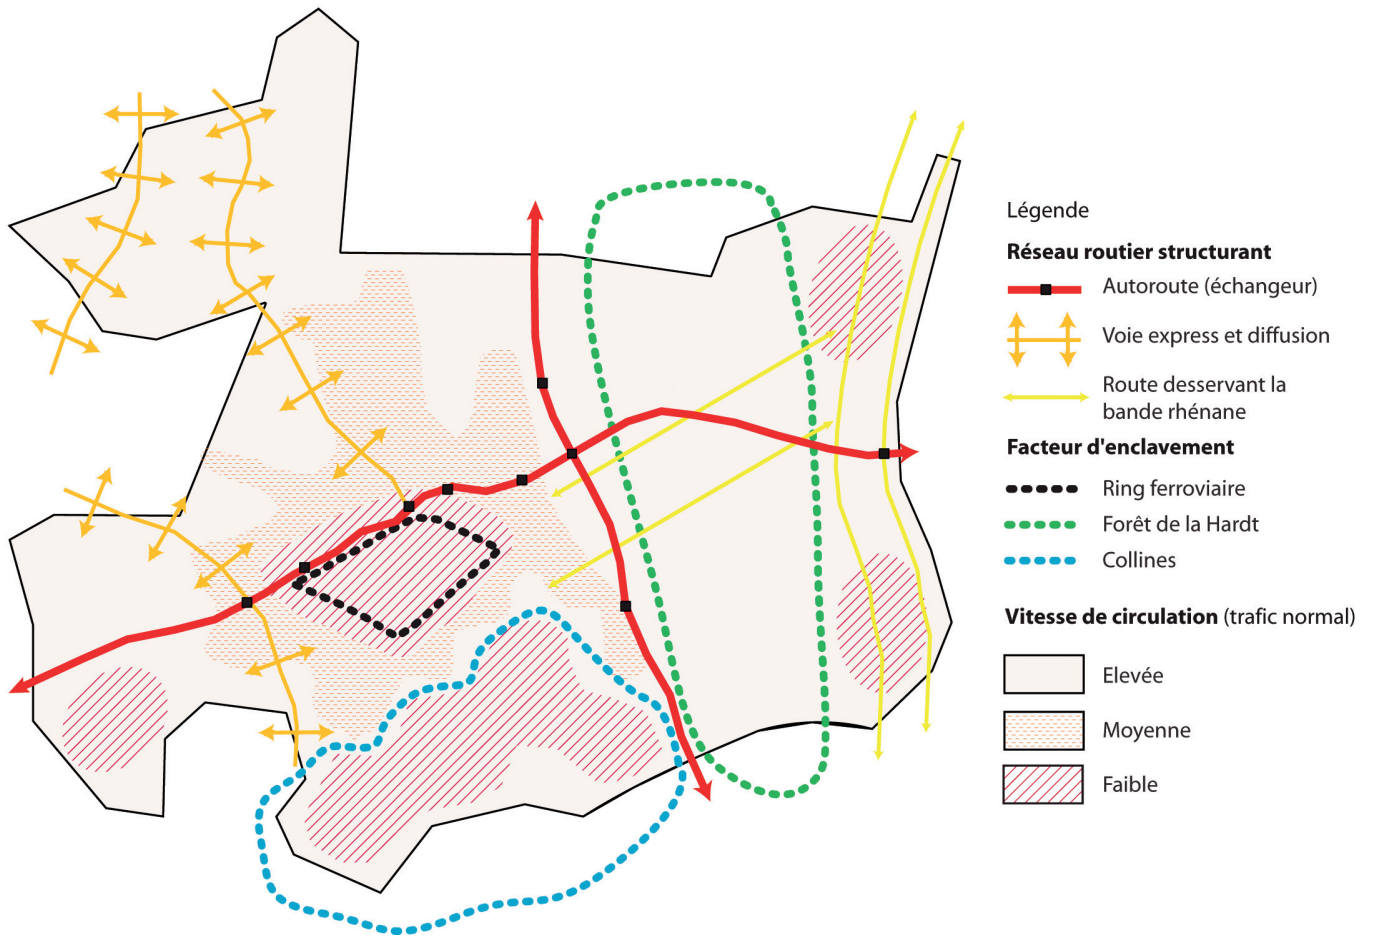 Légende
Réseau routier structurant
Autoroute (échangeur)
Voie express et diffusion
Route desservant la
bande rhénane
Facteur d'enclavement
Ring ferroviaire
Forêt de la Hardt
Collines
Vitesse de circulation (trafic normal)
Elevée
Moyenne
Faible